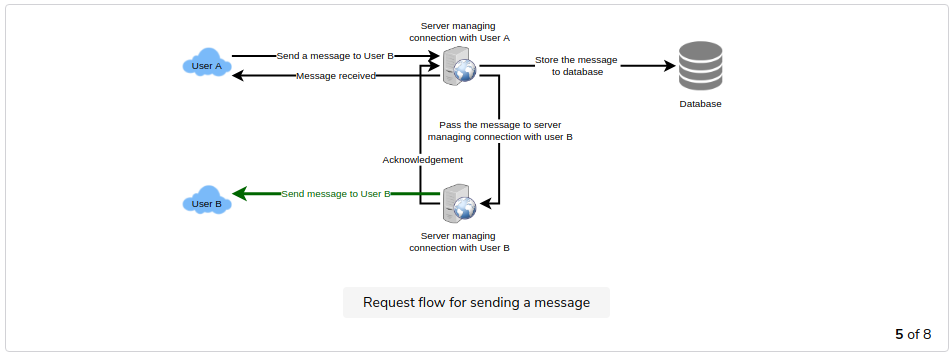 Server managing
connection with User A
User A
Send a message to User B
Message received
Store the message
to database
Database
Pass the message to server
managing connection with user B
Acknowledgement
User B
Send message to User B
Server managing
connection with User B
Request flow for sending a message
5 of 8